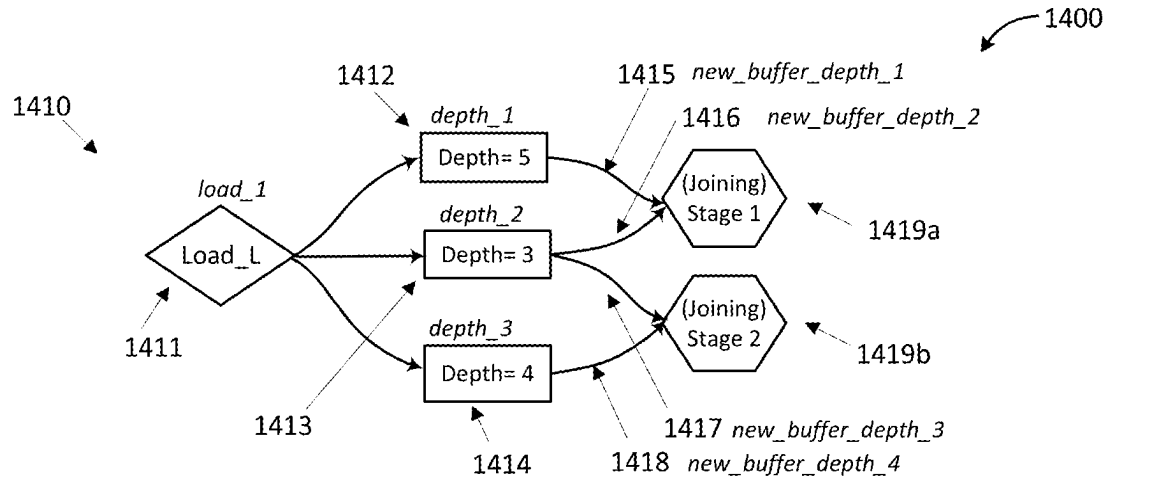 1400
1412
1415 new_buffer_depth_1
1410
depth_1
1416 new_buffer_depth_2
Depth= 5
(Joining)
Stage 1
load_1
depth_2
1419a
Load_L
Depth= 3
(Joining)
Stage 2
depth_3
1411
1419b
Depth= 4
1413
1417 new_buffer_depth_3
1414
1418 new_buffer_depth_4